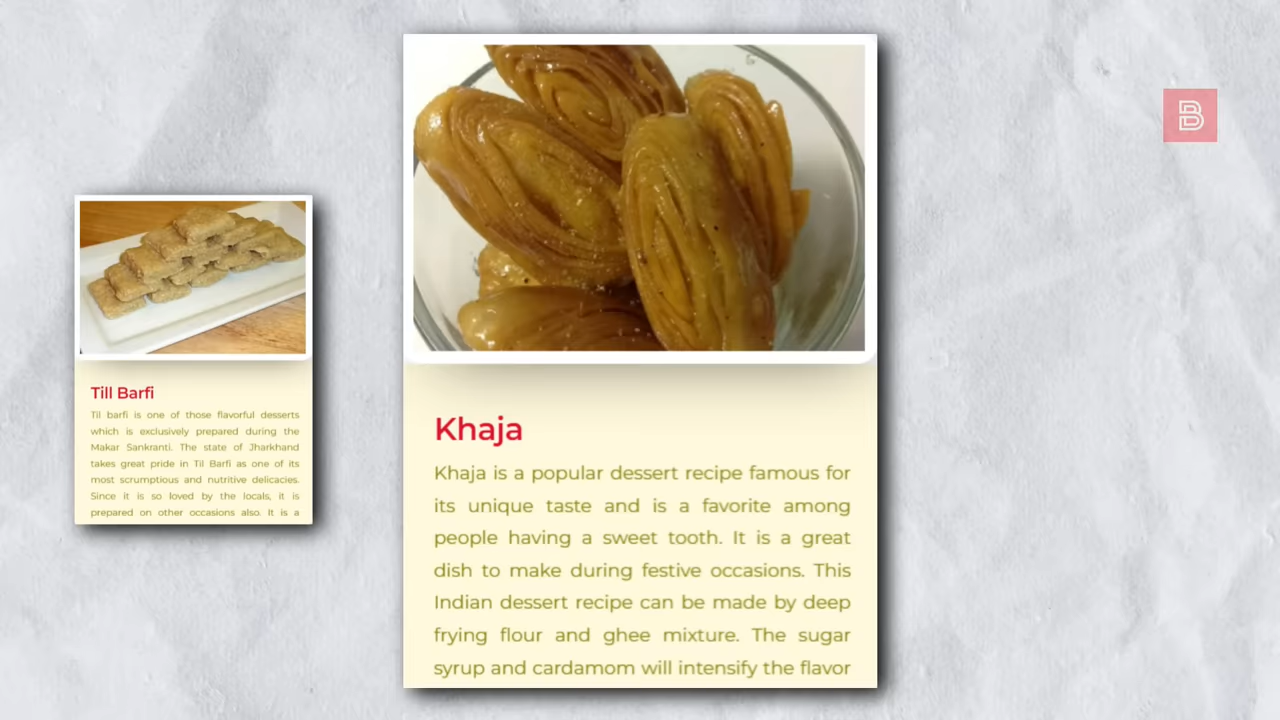 Till Barfi
Til barfi is one of those flavorful desserts
which is exclusively prepared during the
Makar Sankranti. The state of Jharkhand
takes great pride in Til Barfi as one of its
most scrumptious and nutritive delicacies.
Since it is so loved by the locals, it is
prepared on other occasions also. It is a
Khaja
Khaja is a popular dessert recipe famous for
its unique taste and is a favorite among
people having a sweet tooth. It is a great
dish to make during festive occasions. This
Indian dessert recipe can be made by deep
frying flour and ghee mixture. The sugar
syrup and cardamom will intensify the flavor
B